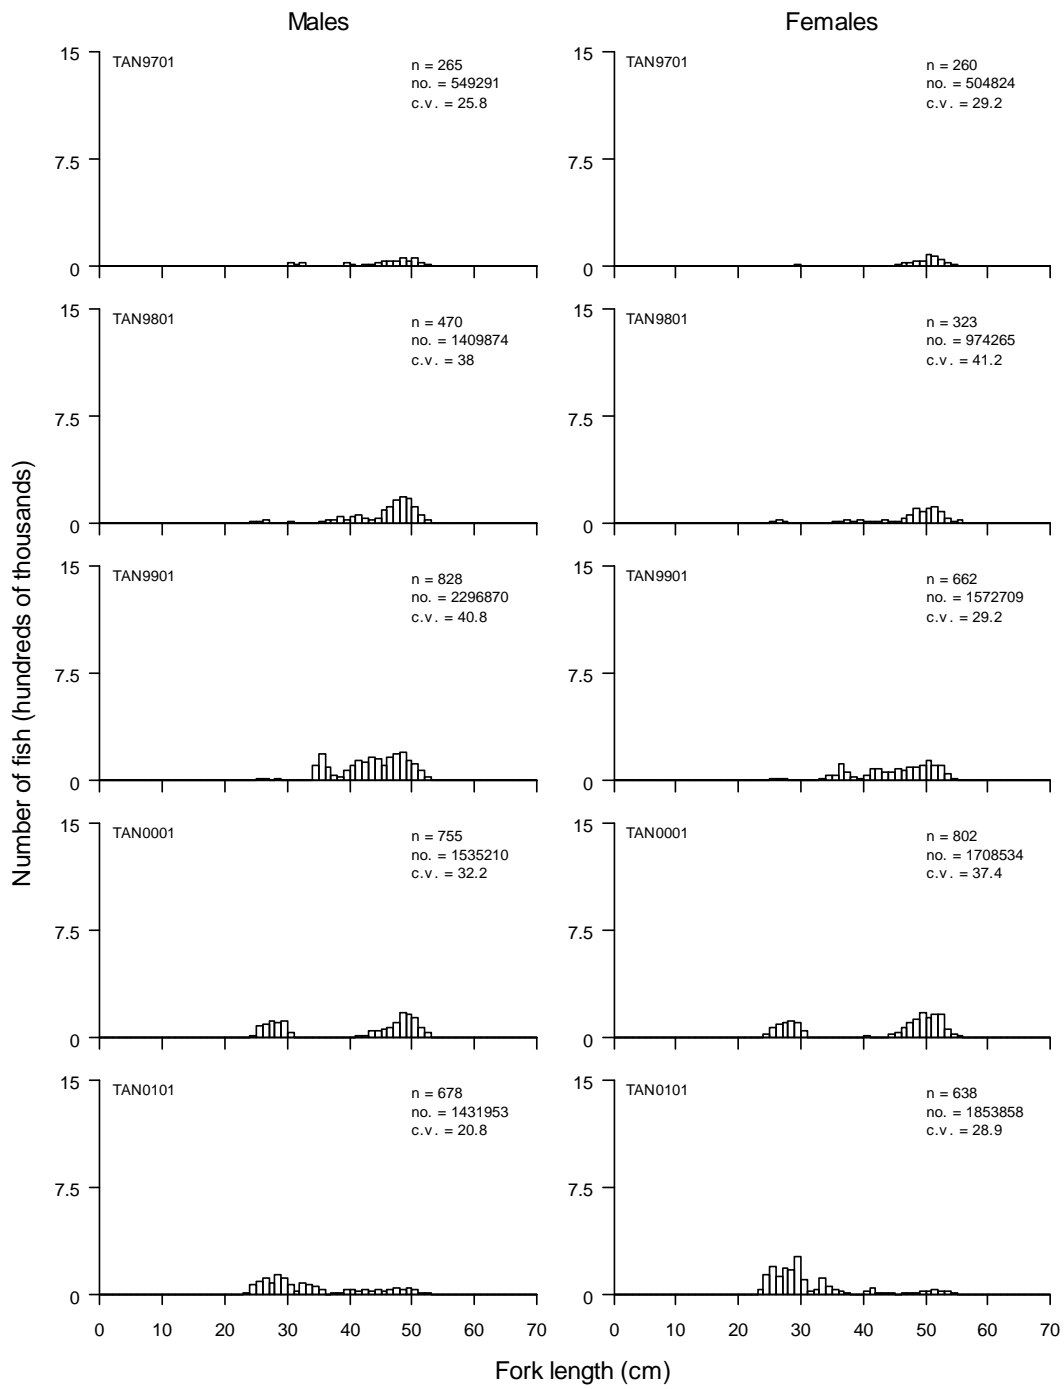 Males
Females
15
TAN9701
n = 265
no. = 549291
c.v. = 25.8
7.5
0
TAN9701
n = 260
no. = 504824
c.v. = 29.2
15
7.5
0
15
TAN9801
n = 470
no. = 1409874
c.v. = 38
7.5
0
15
TAN9801
n = 323
no. = 974265
c.v. = 41.2
7.5
0
15
TAN9901
n = 828
no. = 2296870
c.v. = 40.8
7.5
0
15
TAN9901
n = 662
no. = 1572709
c.v. = 29.2
7.5
0
15
TAN0001
n = 755
no. = 1535210
c.v. = 32.2
7.5
0
15
TAN0001
n = 802
no. = 1708534
c.v. = 37.4
7.5
0
15
TAN0101
n = 678
no. = 1431953
c.v. = 20.8
7.5
0
0 10 20 30 40 50 60 70
15
TAN0101
n = 638
no. = 1853858
c.v. = 28.9
7.5
0
0 10 20 30 40 50 60 70
Number of fish (hundreds of thousands)
Fork length (cm)